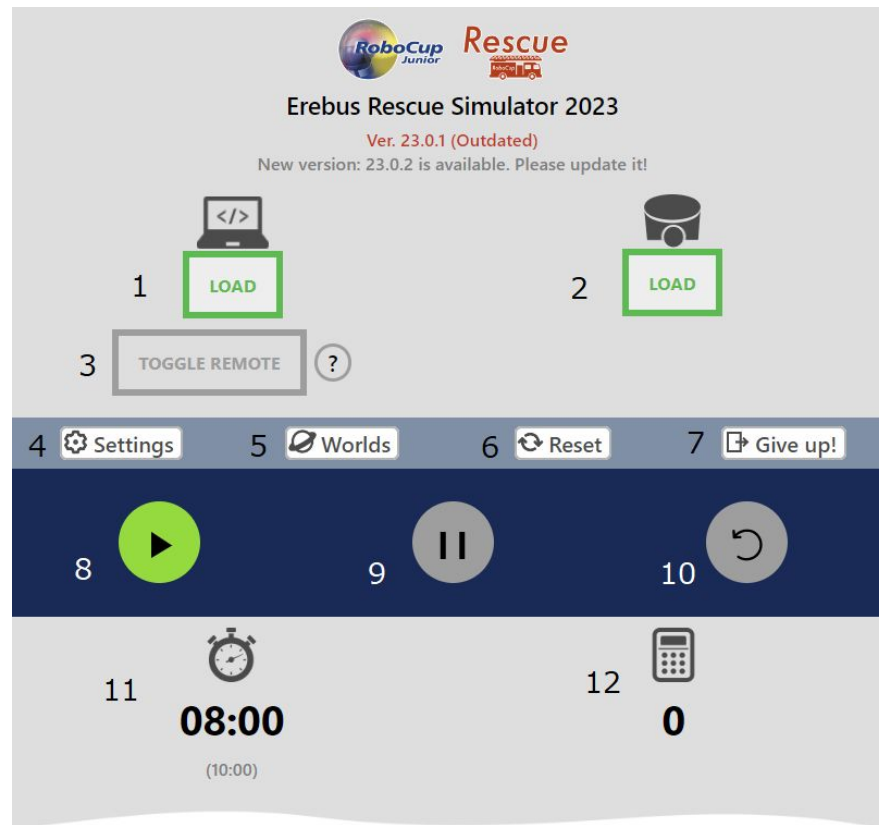 RoboCup Rescue
Junior
RoboCup
Erebus Rescue Simulator 2023
Ver. 23.0.1 (Outdated)
New version: 23.0.2 is available. Please update it!
</>
1 LOAD 2 LOAD
3 TOGGLE REMOTE ?
4 Settings 5 Worlds 6 Reset 7 Give up!
8 9 10
11 12
08:00 0
(10:00)